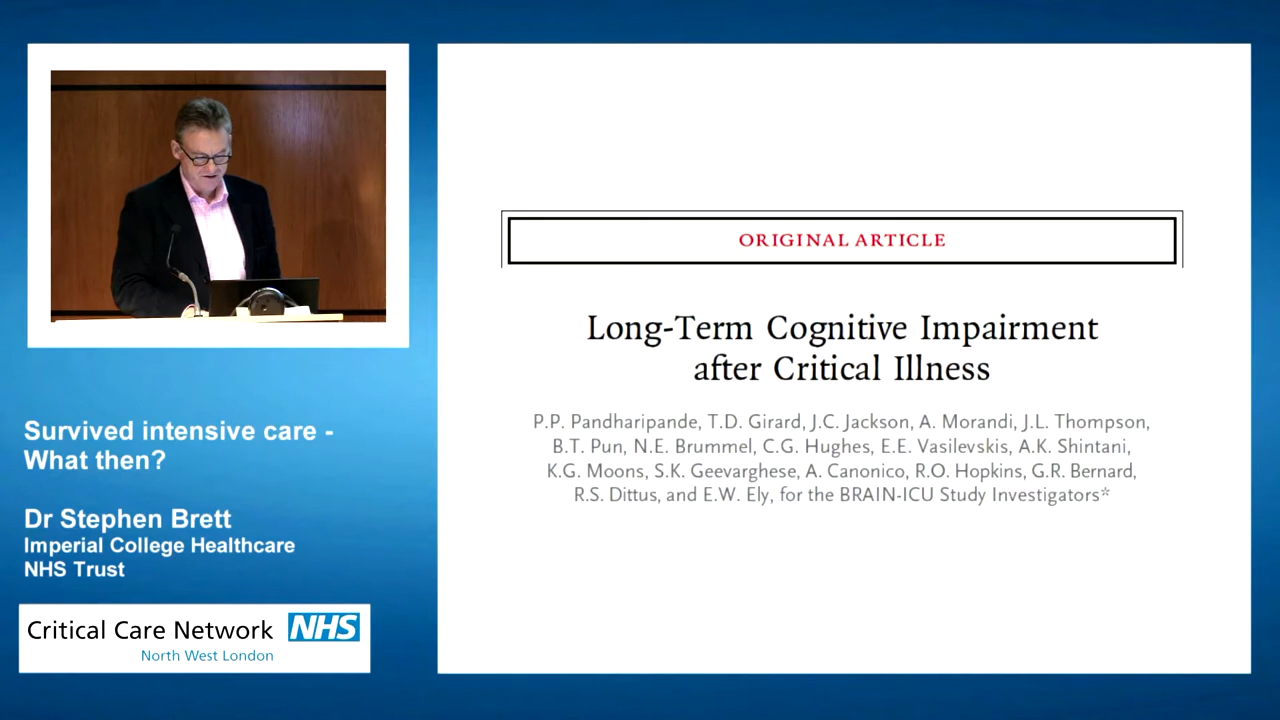 Survived intensive care -
What then?
Dr Stephen Brett
Imperial College Healthcare
NHS Trust
Critical Care Network NHS
North West London
ORIGINAL ARTICLE
Long-Term Cognitive Impairment
after Critical Illness
P.P. Pandharipande, T.D. Girard, J.C. Jackson, A. Morandi, J.L. Thompson,
B.T. Pun, N.E. Brummel, C.G. Hughes, E.E. Vasilevskis, A.K. Shintani,
K.G. Moons, S.K. Geevarghese, A. Canonico, R.O. Hopkins, G.R. Bernard,
R.S. Dittus, and E.W. Ely, for the BRAIN-ICU Study Investigators*